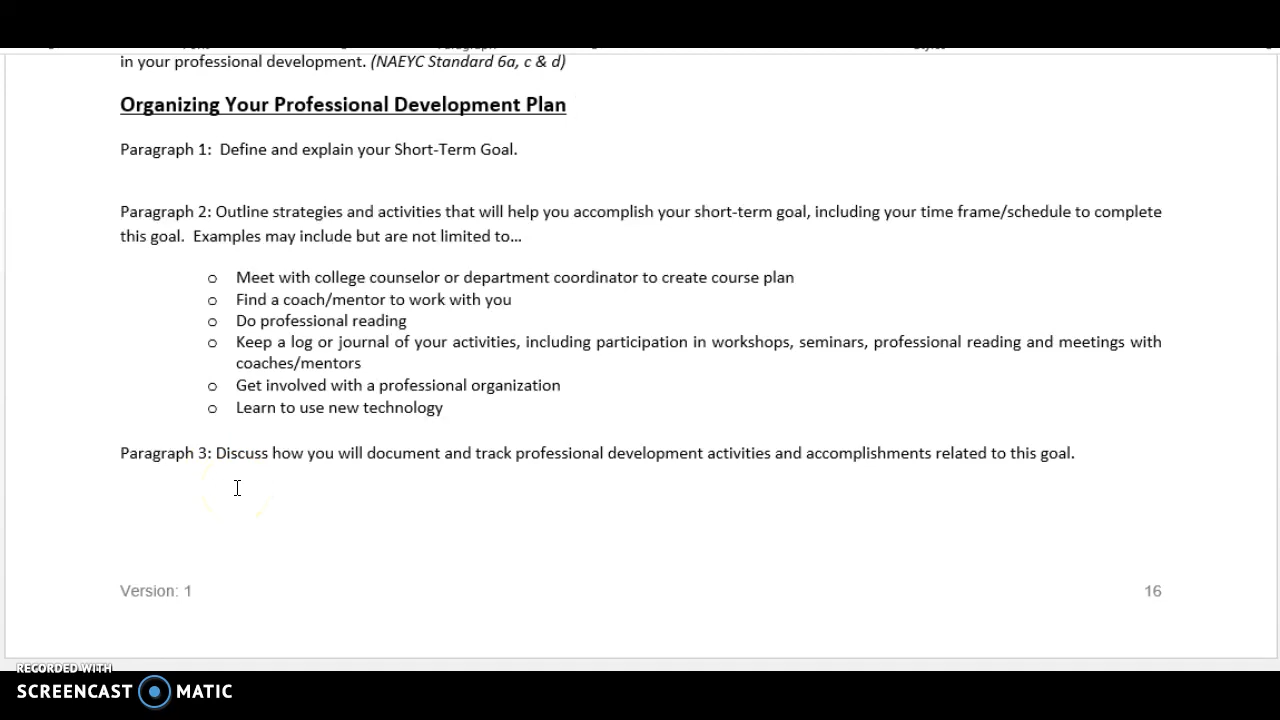 in your professional development. (NAEYC Standard 6a, c & d)
Organizing Your Professional Development Plan
Paragraph 1:  Define and explain your Short-Term Goal.
Paragraph 2: Outline strategies and activities that will help you accomplish your short-term goal, including your time frame/schedule to complete
this goal.  Examples may include but are not limited to…
o Meet with college counselor or department coordinator to create course plan
o Find a coach/mentor to work with you
o Do professional reading
o Keep a log or journal of your activities, including participation in workshops, seminars, professional reading and meetings with
coaches/mentors
o Get involved with a professional organization
o Learn to use new technology
Paragraph 3: Discuss how you will document and track professional development activities and accomplishments related to this goal.
Version: 1 16
RECORDED WITH
SCREENCAST MATIC